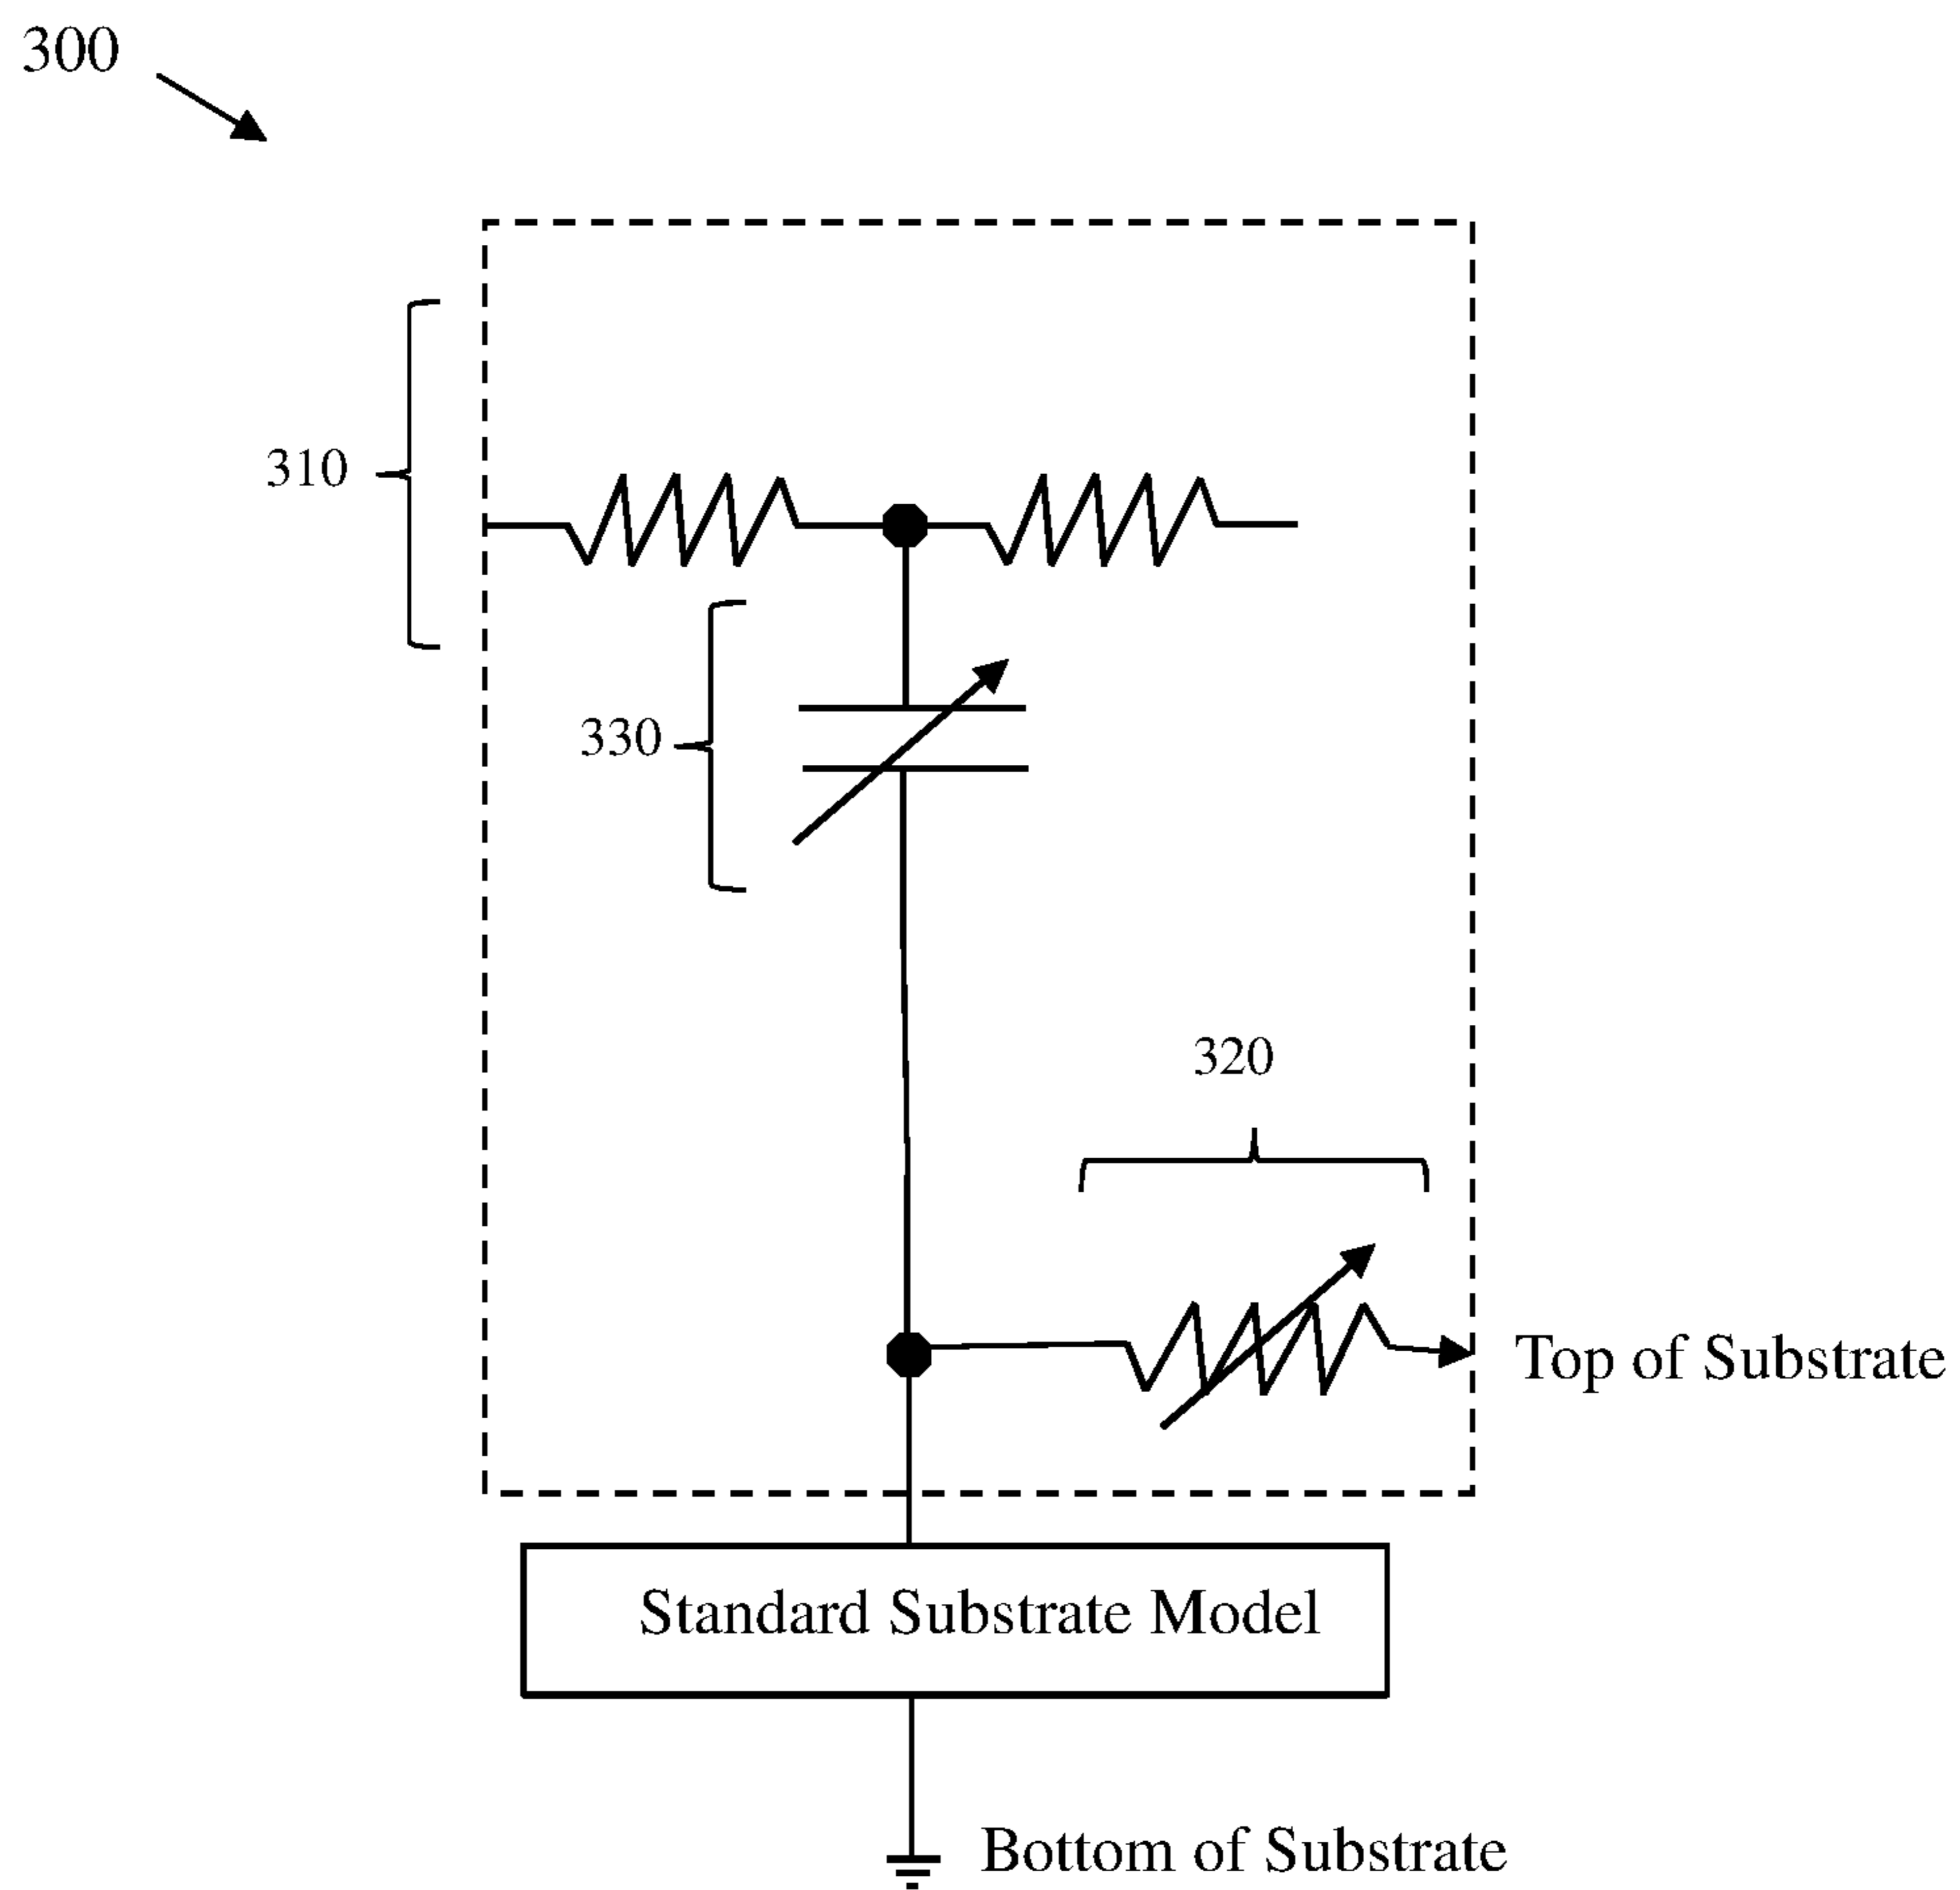 300
310
330
320
Top of Substrate
Standard Substrate Model
Bottom of Substrate